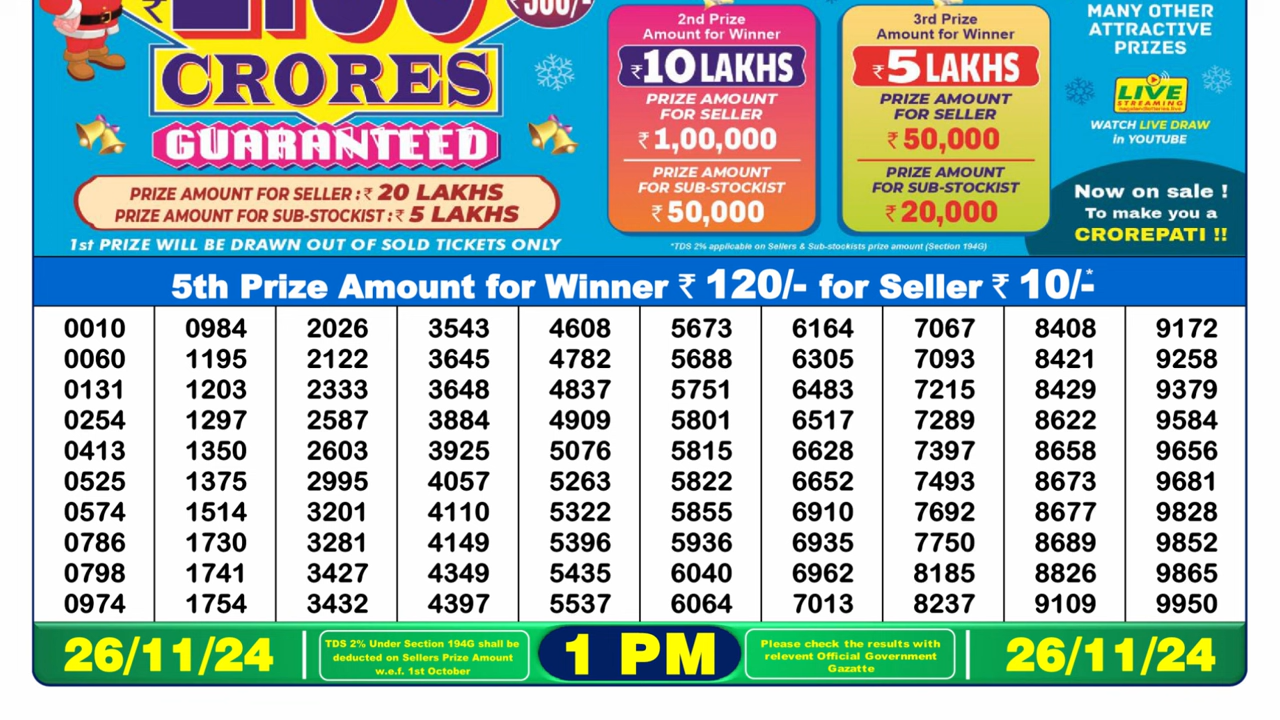 CRORES
GUARANTEED
PRIZE AMOUNT FOR SELLER : ₹ 20 LAKHS
PRIZE AMOUNT FOR SUB-STOCKIST : ₹ 5 LAKHS
1st PRIZE WILL BE DRAWN OUT OF SOLD TICKETS ONLY
2nd Prize
Amount for Winner
₹10 LAKHS
PRIZE AMOUNT
FOR SELLER
₹ 1,00,000
PRIZE AMOUNT
FOR SUB-STOCKIST
₹ 50,000
3rd Prize
Amount for Winner
₹5 LAKHS
PRIZE AMOUNT
FOR SELLER
₹ 50,000
PRIZE AMOUNT
FOR SUB-STOCKIST
₹ 20,000
*TDS 2% applicable on Sellers & Sub-stockists prize amount (Section 194G)
MANY OTHER
ATTRACTIVE
PRIZES
LIVE
STREAMING
WATCH LIVE DRAW
in YOUTUBE
Now on sale !
To make you a
CROREPATI !!
5th Prize Amount for Winner ₹ 120/- for Seller ₹ 10/-*
0010 0984 2026 3543 4608 5673 6164 7067 8408 9172
0060 1195 2122 3645 4782 5688 6305 7093 8421 9258
0131 1203 2333 3648 4837 5751 6483 7215 8429 9379
0254 1297 2587 3884 4909 5801 6517 7289 8622 9584
0413 1350 2603 3925 5076 5815 6628 7397 8658 9656
0525 1375 2995 4057 5263 5822 6652 7493 8673 9681
0574 1514 3201 4110 5322 5855 6910 7692 8677 9828
0786 1730 3281 4149 5396 5936 6935 7750 8689 9852
0798 1741 3427 4349 5435 6040 6962 8185 8826 9865
0974 1754 3432 4397 5537 6064 7013 8237 9109 9950
26/11/24
TDS 2% Under Section 194G shall be
deducted on Sellers Prize Amount
w.e.f. 1st October
1 PM
Please check the results with
relevent Official Government
Gazatte
26/11/24